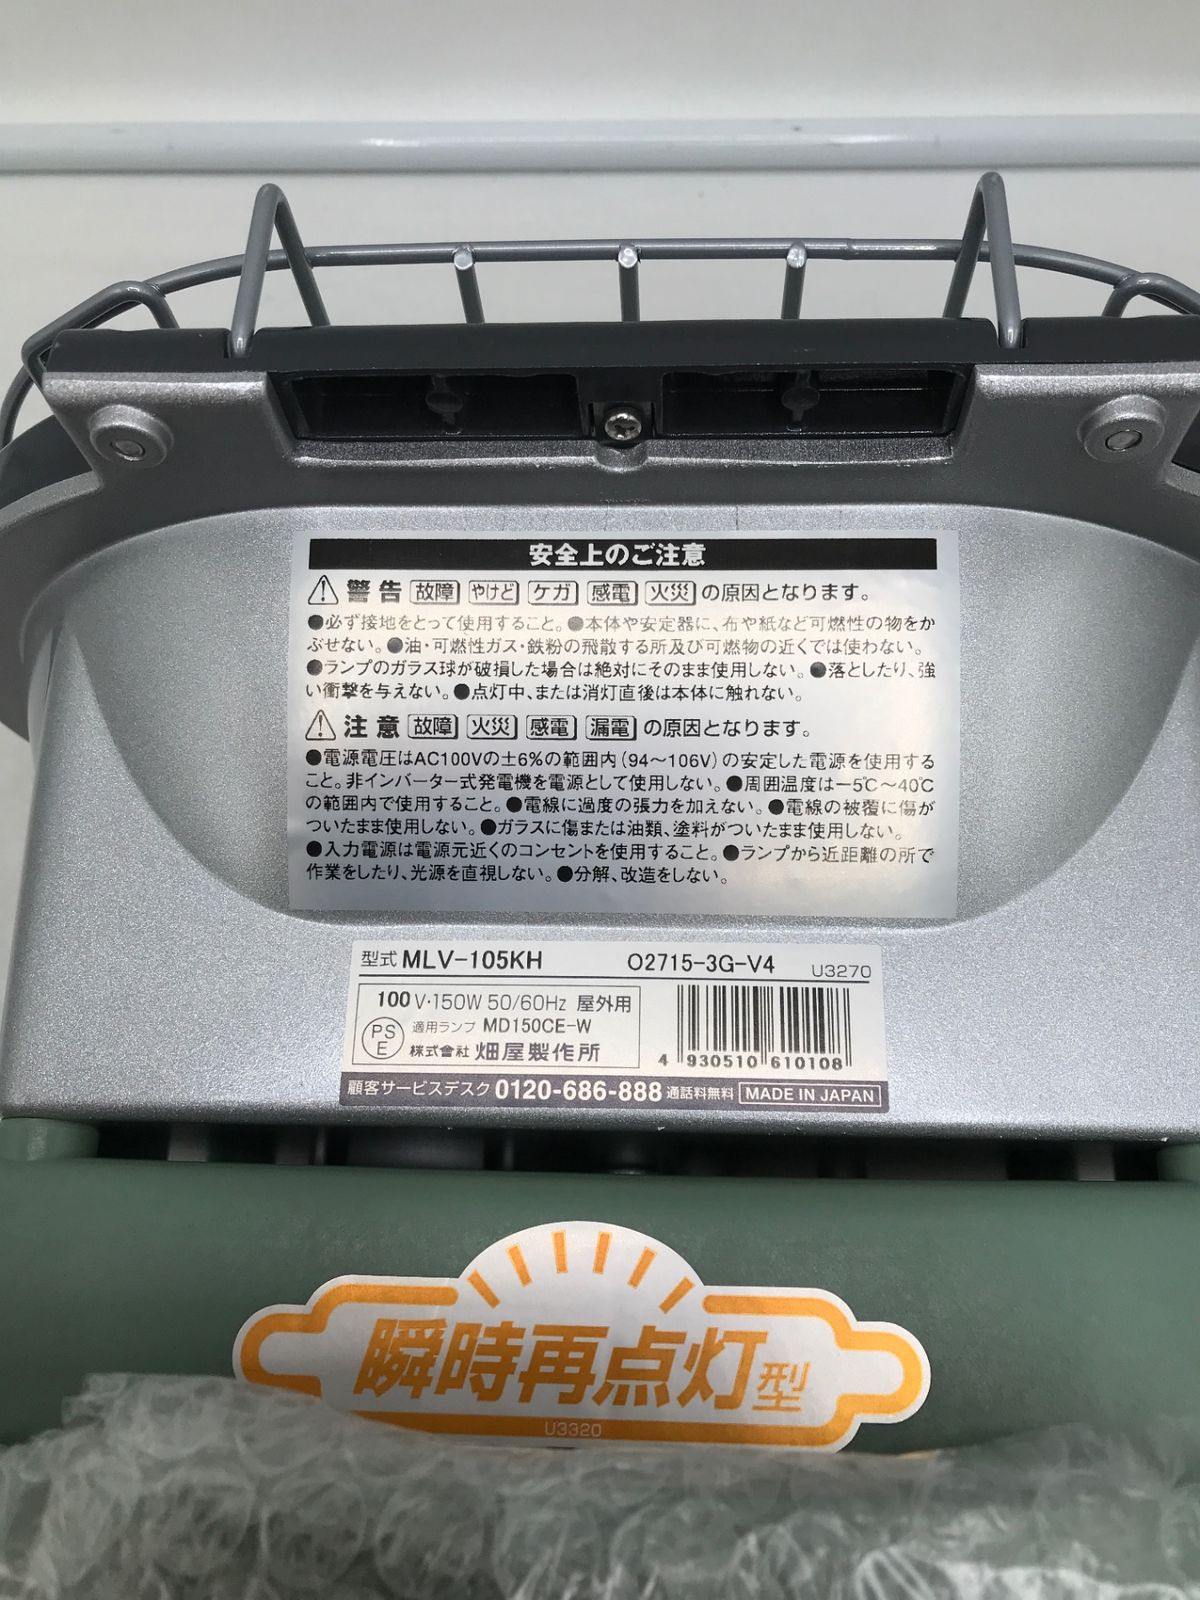 安全上のご注意
警告 故障 やけど ケガ 感電 火災 の原因となります。
●必ず接地をとって使用すること。●本体や安定器に、布や紙など可燃性の物をか
ぶせない。●油・可燃性ガス・鉄粉の飛散する所及び可燃物の近くでは使わない。
●ランプのガラス球が破損した場合は絶対にそのまま使用しない。●落としたり、強
い衝撃を与えない。●点灯中、または消灯直後は本体に触れない。
注意 故障 火災 感電 漏電 の原因となります。
●電源電圧はAC100Vの±6%の範囲内(94〜106V)の安定した電源を使用する
こと。非インバーター式発電機を電源として使用しない。●周囲温度は−5℃〜40℃
の範囲内で使用すること。●電線に過度の張力を加えない。●電線の被覆に傷が
ついたまま使用しない。●ガラスに傷または油類、塗料がついたまま使用しない。
●入力電源は電源元近くのコンセントを使用すること。●ランプから近距離の所で
作業をしたり、光源を直視しない。●分解、改造をしない。
型式 MLV-105KH O2715-3G-V4 U3270
100V・150W 50/60Hz 屋外用
PSE 適用ランプ MD150CE-W
株式會社 畑屋製作所
4 930510 610108
顧客サービスデスク 0120-686-888 通話料無料 MADE IN JAPAN
瞬時再点灯型
U3320